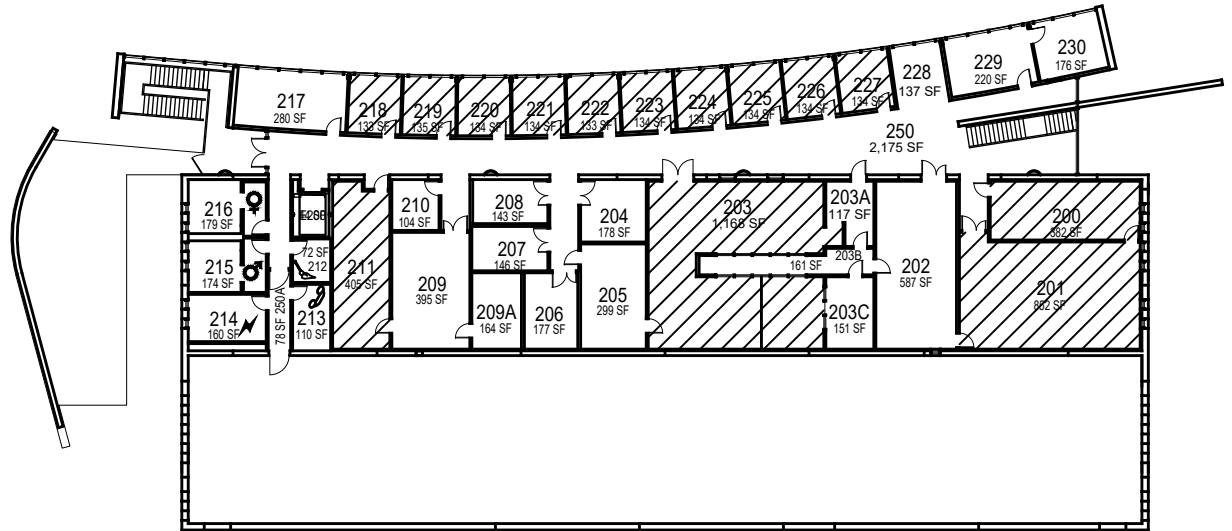 230
176 SF
229
220 SF
228
137 SF
227
134 SF
226
134 SF
225
134 SF
224
134 SF
223
134 SF
222
133 SF
221
134 SF
220
134 SF
219
135 SF
218
133 SF
217
280 SF
250
2,175 SF
216
179 SF
215
174 SF
214
160 SF
78 SF 250A
72 SF
212
213
110 SF
211
405 SF
210
104 SF
209
395 SF
208
143 SF
207
146 SF
209A
164 SF
206
177 SF
204
178 SF
205
299 SF
203
1,168 SF
203A
117 SF
203B
161 SF
203C
151 SF
202
587 SF
200
382 SF
201